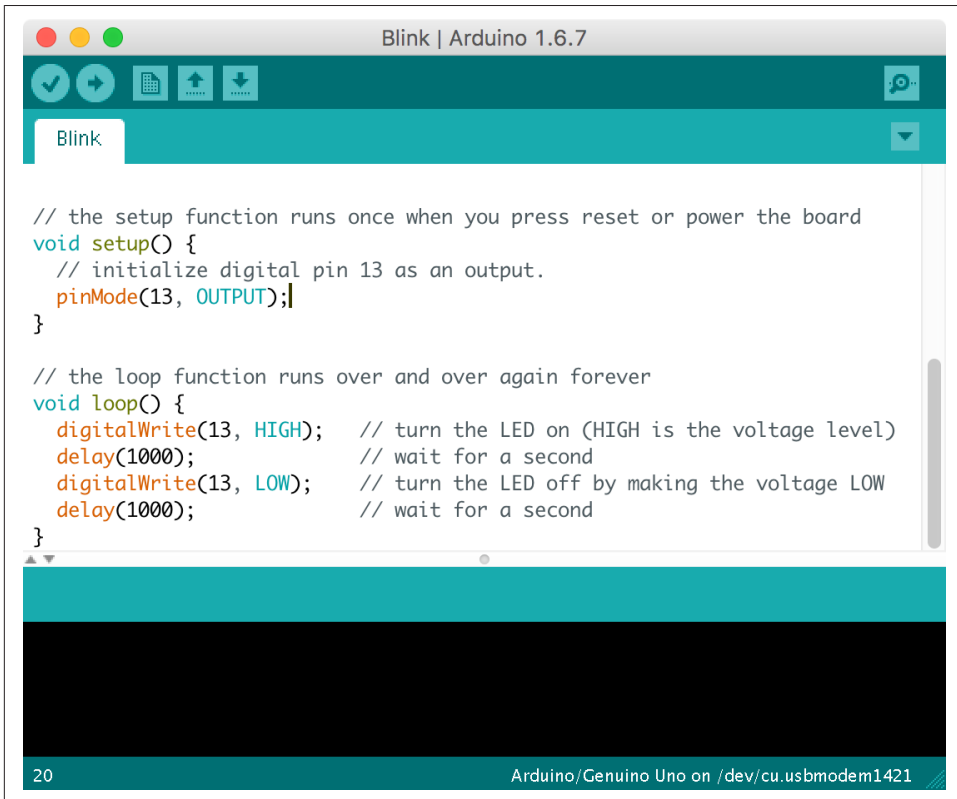 Blink | Arduino 1.6.7
Blink
// the setup function runs once when you press reset or power the board
void setup() {
  // initialize digital pin 13 as an output.
  pinMode(13, OUTPUT);
}
// the loop function runs over and over again forever
void loop() {
  digitalWrite(13, HIGH);   // turn the LED on (HIGH is the voltage level)
  delay(1000);              // wait for a second
  digitalWrite(13, LOW);    // turn the LED off by making the voltage LOW
  delay(1000);              // wait for a second
}
20 Arduino/Genuino Uno on /dev/cu.usbmodem1421